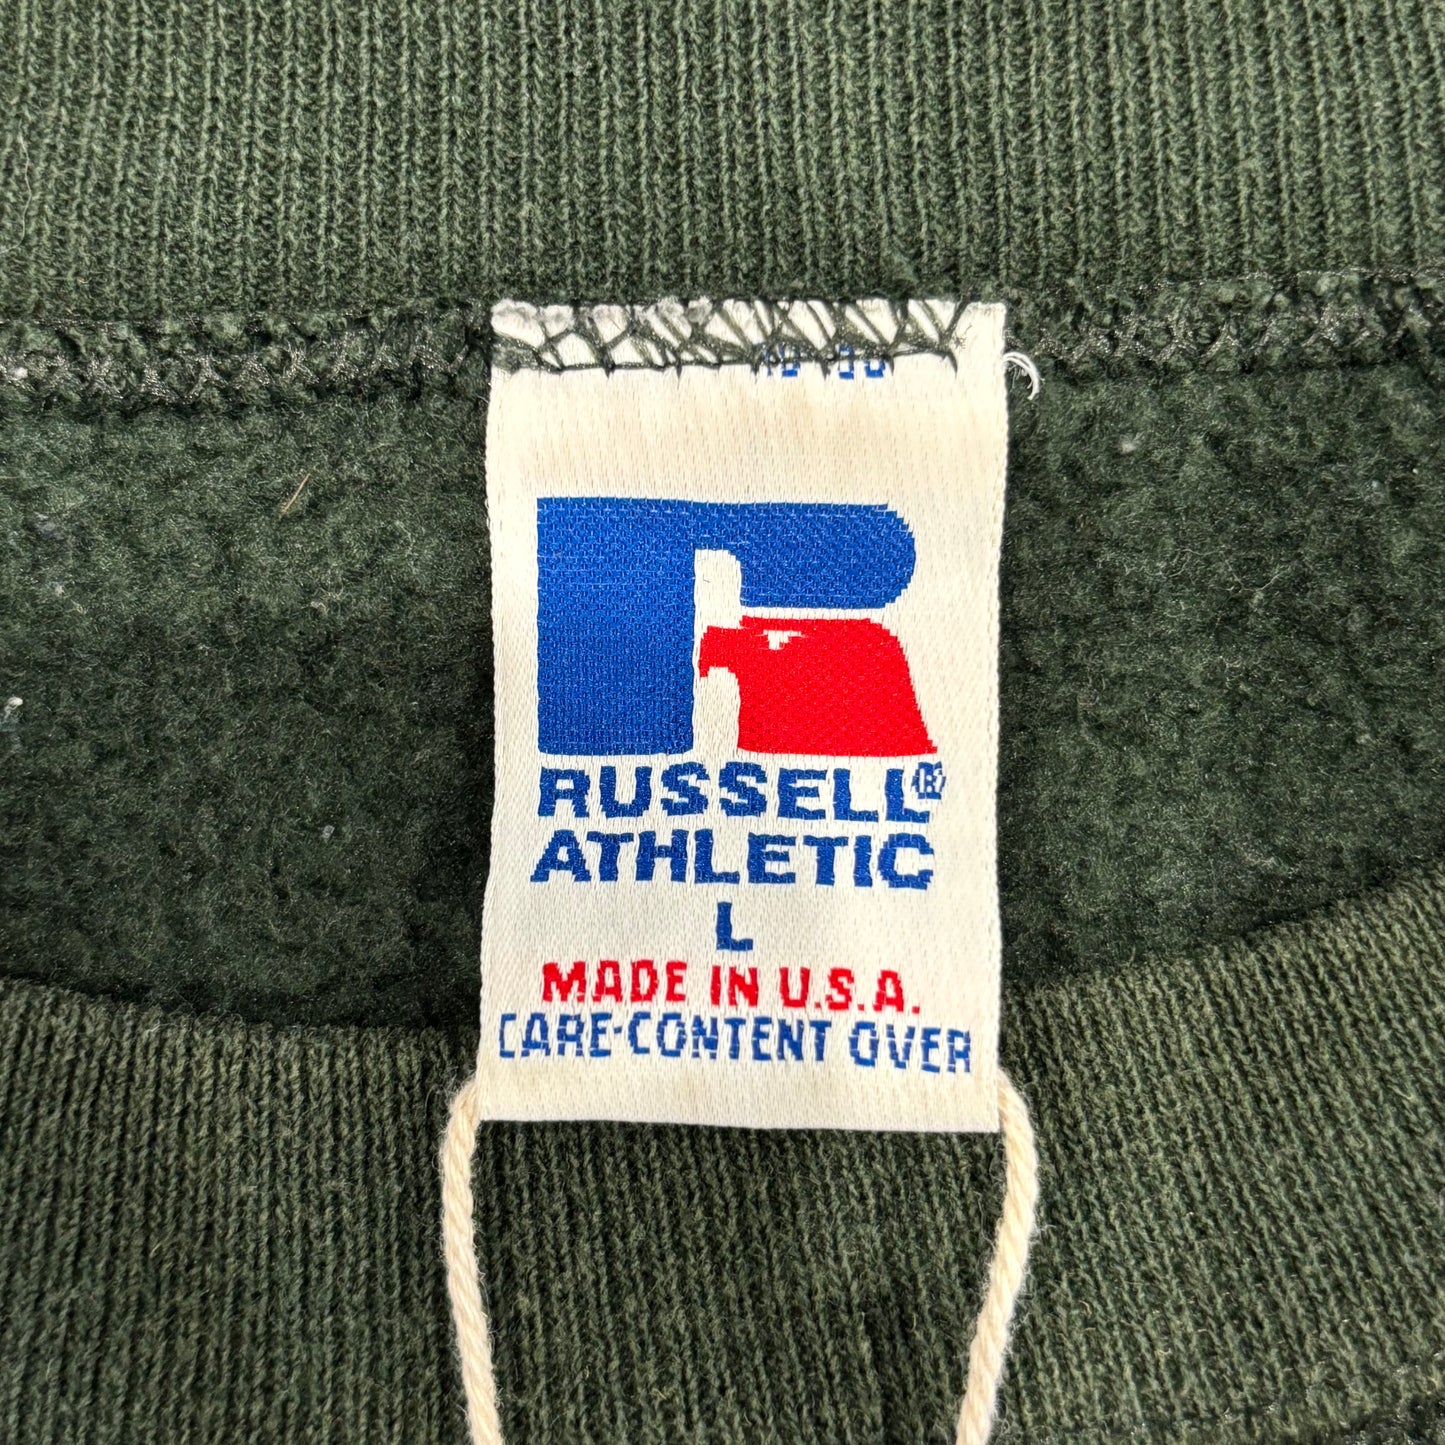 RUSSELL®
ATHLETIC
L
MADE IN U.S.A.
CARE-CONTENT OVER